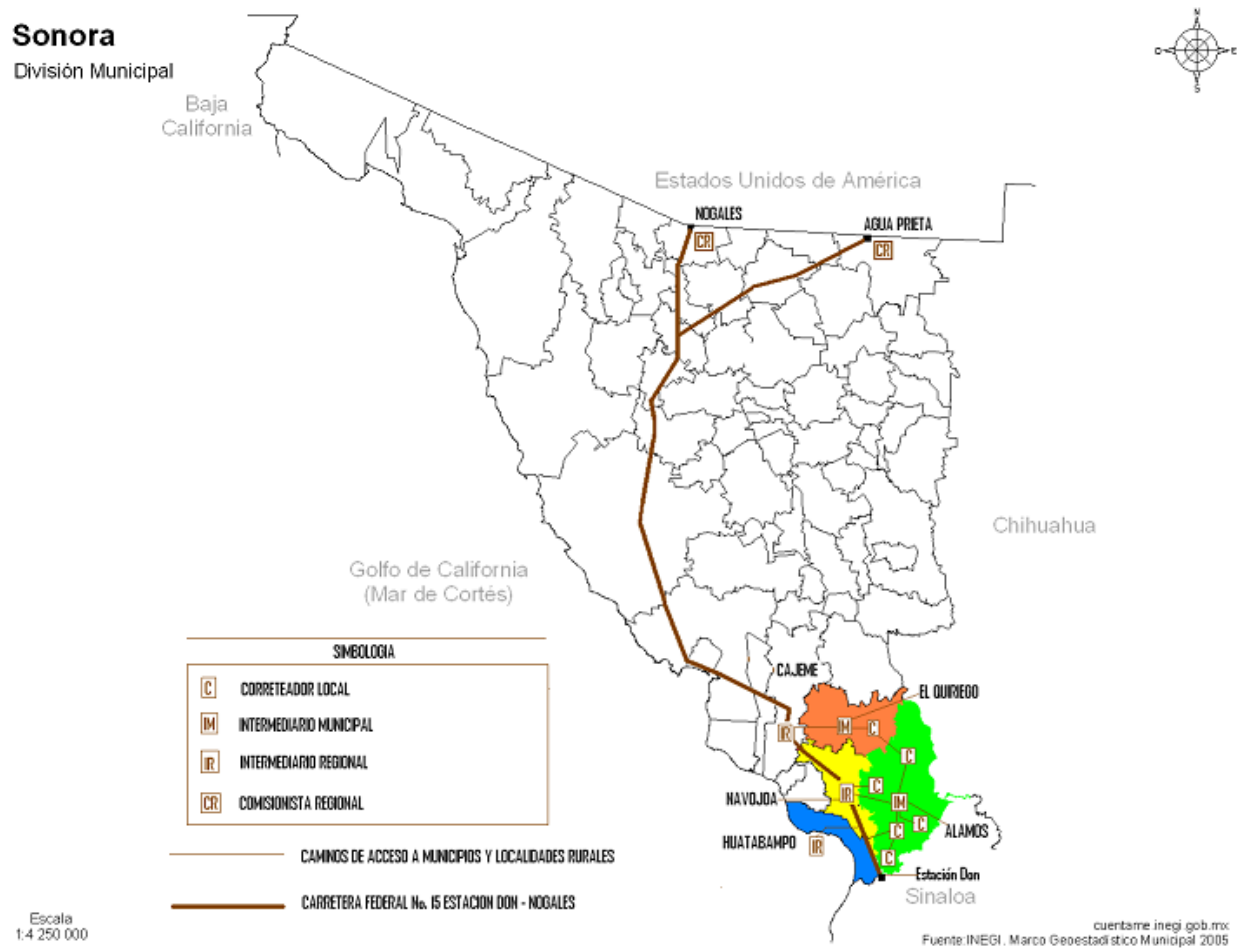 Sonora
División Municipal
N
O
E
S
Baja
California
Estados Unidos de América
NOGALES
CR
AGUA PRIETA
CR
Chihuahua
Golfo de California
(Mar de Cortés)
SIMBOLOGIA
C CORRETEADOR LOCAL
IM INTERMEDIARIO MUNICIPAL
IR INTERMEDIARIO REGIONAL
CR COMISIONISTA REGIONAL
CAJEME
EL QUIRIEGO
IR
IM
C
C
NAVOJOA
IR
C
IM
ALAMOS
C
C
HUATABAMPO
IR
C
Estación Don
Sinaloa
CAMINOS DE ACCESO A MUNICIPIOS Y LOCALIDADES RURALES
CARRETERA FEDERAL No. 15 ESTACION DON - NOGALES
Escala
1:4 250 000
cuentame.inegi.gob.mx
Fuente:INEGI. Marco Geoestadístico Municipal 2005